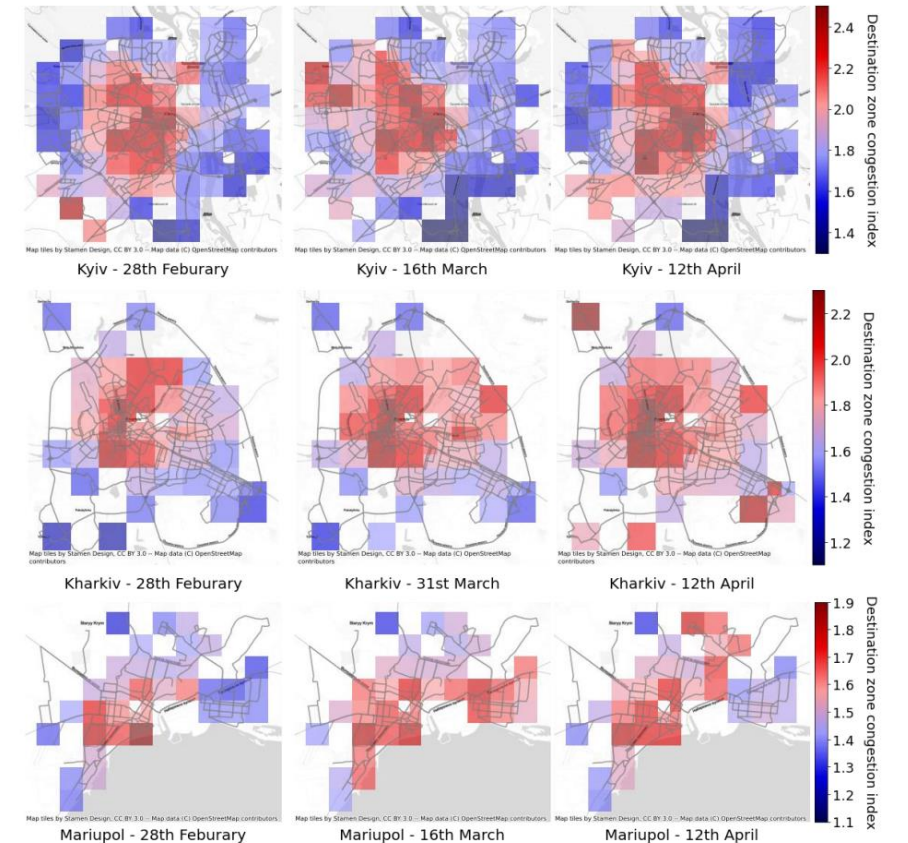 Map tiles by Stamen Design, CC BY 3.0 -- Map data (C) OpenStreetMap contributors
Map tiles by Stamen Design, CC BY 3.0 -- Map data (C) OpenStreetMap contributors
Map tiles by Stamen Design, CC BY 3.0 -- Map data (C) OpenStreetMap contributors
Kyiv - 28th Feburary
Kyiv - 16th March
Kyiv - 12th April
2.4
2.2
2.0
1.8
1.6
1.4
Destination zone congestion index
Map tiles by Stamen Design, CC BY 3.0 -- Map data (C) OpenStreetMap
contributors
Map tiles by Stamen Design, CC BY 3.0 -- Map data (C) OpenStreetMap
contributors
Map tiles by Stamen Design, CC BY 3.0 -- Map data (C) OpenStreetMap
contributors
Kharkiv - 28th Feburary
Kharkiv - 31st March
Kharkiv - 12th April
2.2
2.0
1.8
1.6
1.4
1.2
Destination zone congestion index
Staryy Krym
Staryy Krym
Staryy Krym
Map tiles by Stamen Design, CC BY 3.0 -- Map data (C) OpenStreetMap contributors
Map tiles by Stamen Design, CC BY 3.0 -- Map data (C) OpenStreetMap contributors
Map tiles by Stamen Design, CC BY 3.0 -- Map data (C) OpenStreetMap contributors
Mariupol - 28th Feburary
Mariupol - 16th March
Mariupol - 12th April
1.9
1.8
1.7
1.6
1.5
1.4
1.3
1.2
1.1
Destination zone congestion index